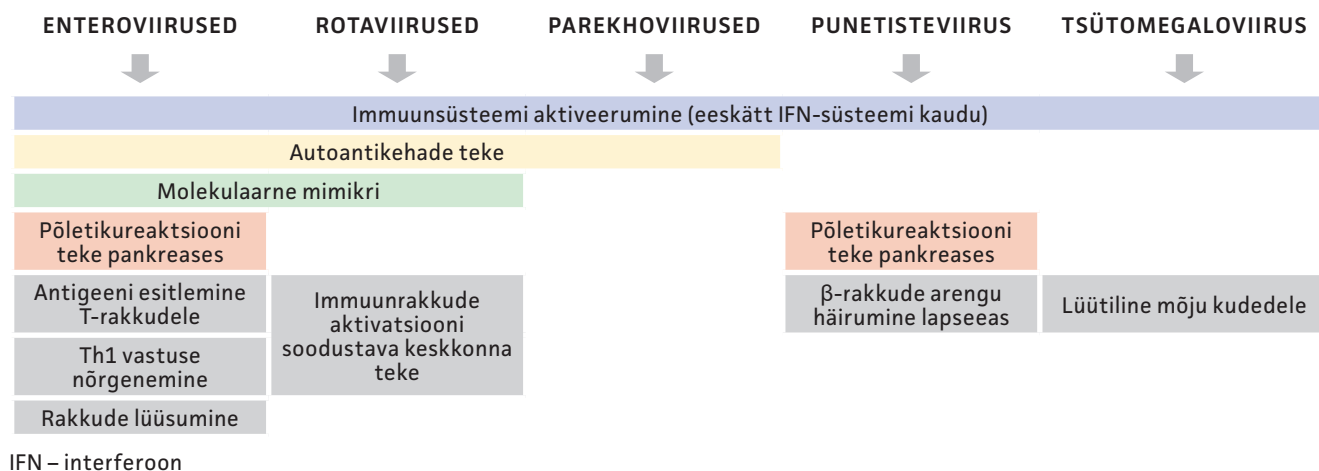 ENTEROVIIRUSED
ROTAVIIRUSED
PAREKHOVIIRUSED
PUNETISTEVIIRUS
TSÜTOMEGALOVIIRUS
Immuunsüsteemi aktiveerumine (eeskätt IFN-süsteemi kaudu)
Autoantikehade teke
Molekulaarne mimikri
Põletikureaktsiooni
teke pankreases
Põletikureaktsiooni
teke pankreases
Antigeeni esitlemine
T-rakkudele
Immuunrakkude
aktivatsiooni
soodustava keskkonna
teke
β-rakkude arengu
häirumine lapseeas
Lüütiline mõju kudedele
Th1 vastuse
nõrgenemine
Rakkude lüüsumine
IFN – interferoon